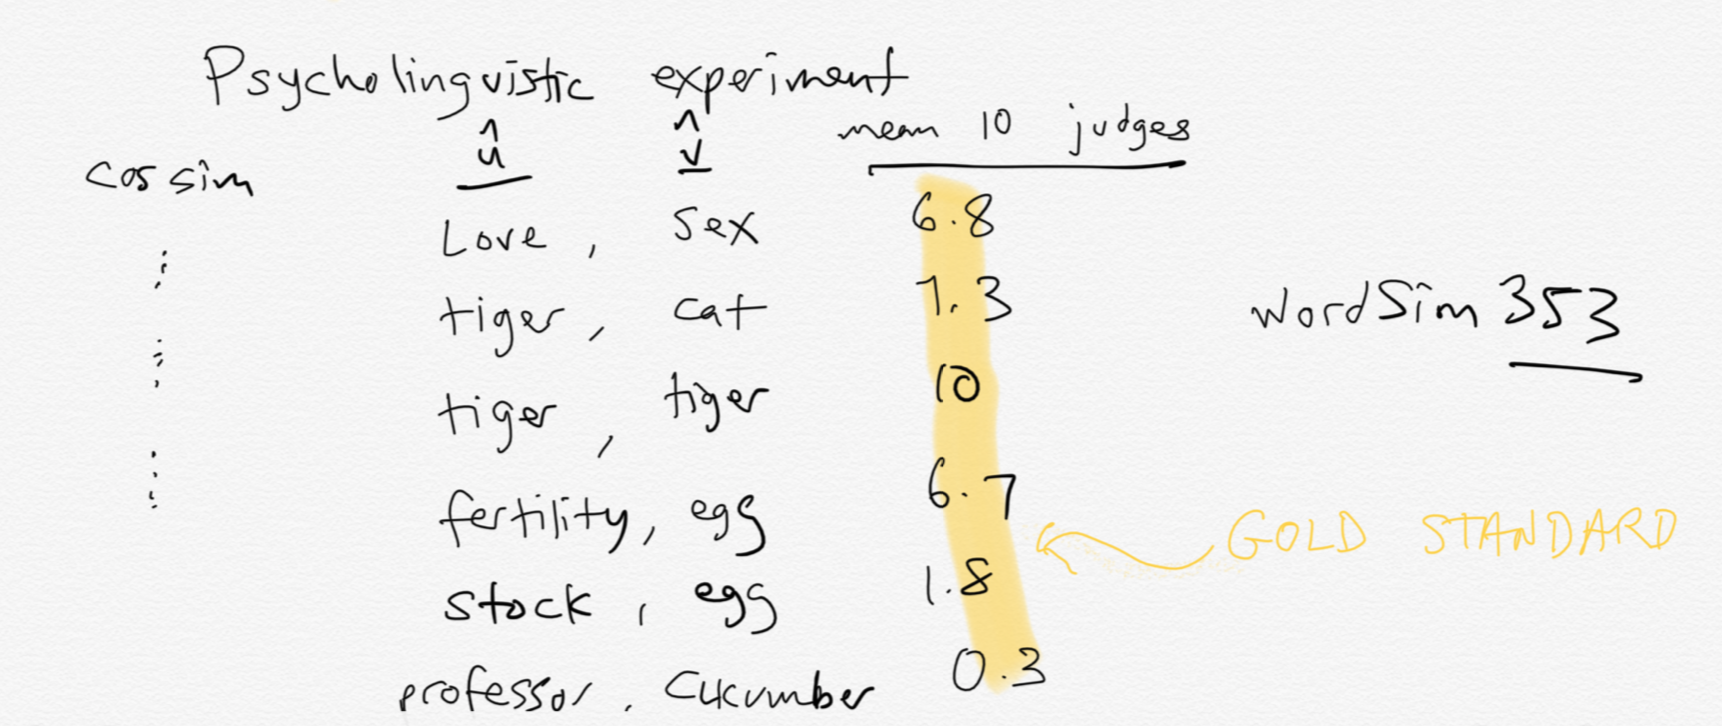 Psycholinguistic experiment
mean 10 judges
cos sim û v̂
Love , sex 6.8
tiger , cat 7.3
WordSim 353
tiger , tiger 10
fertility, egg 6.7
GOLD STANDARD
stock , egg 1.8
professor , cucumber 0.3